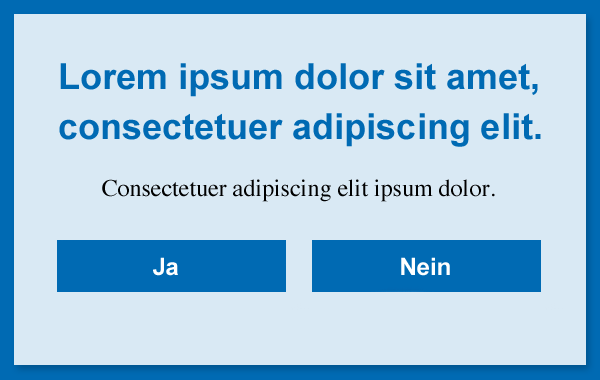 Lorem ipsum dolor sit amet,
consectetuer adipiscing elit.
Consectetuer adipiscing elit ipsum dolor.
Ja
Nein